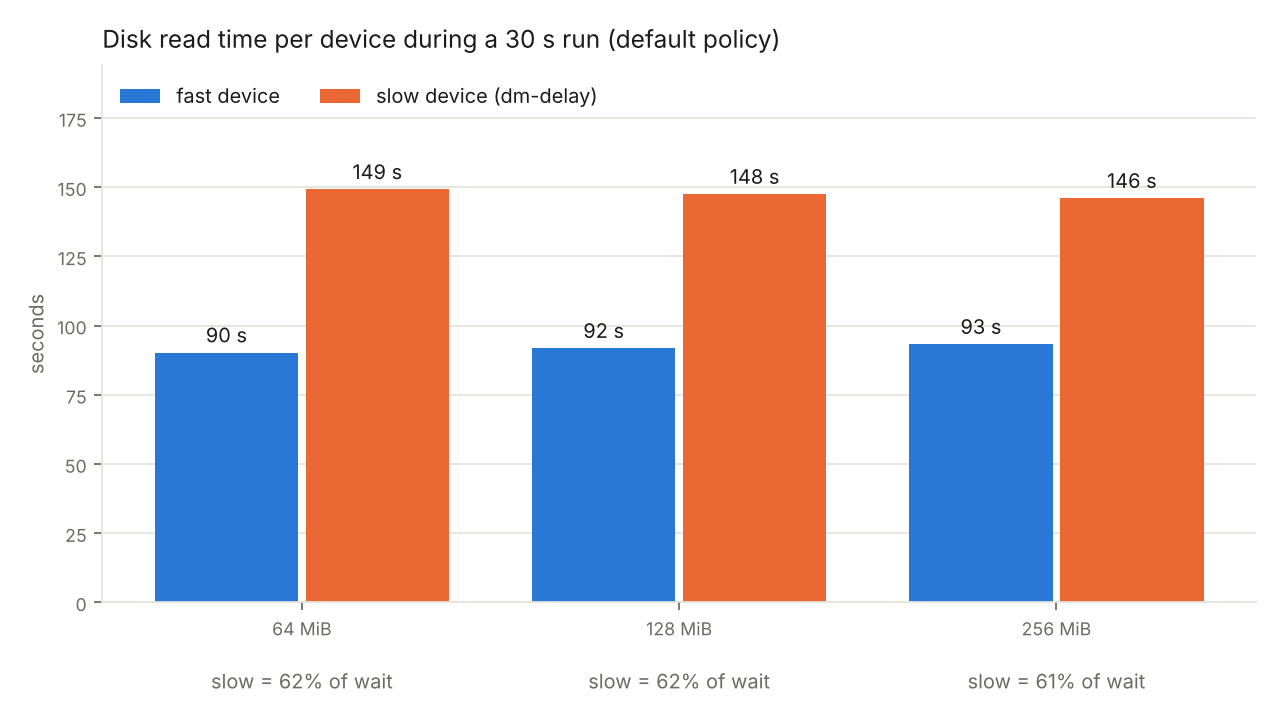 Disk read time per device during a 30 s run (default policy)
fast device
slow device (dm-delay)
175
150
125
100
75
50
25
0
seconds
90 s
149 s
92 s
148 s
93 s
146 s
64 MiB
128 MiB
256 MiB
slow = 62% of wait
slow = 62% of wait
slow = 61% of wait